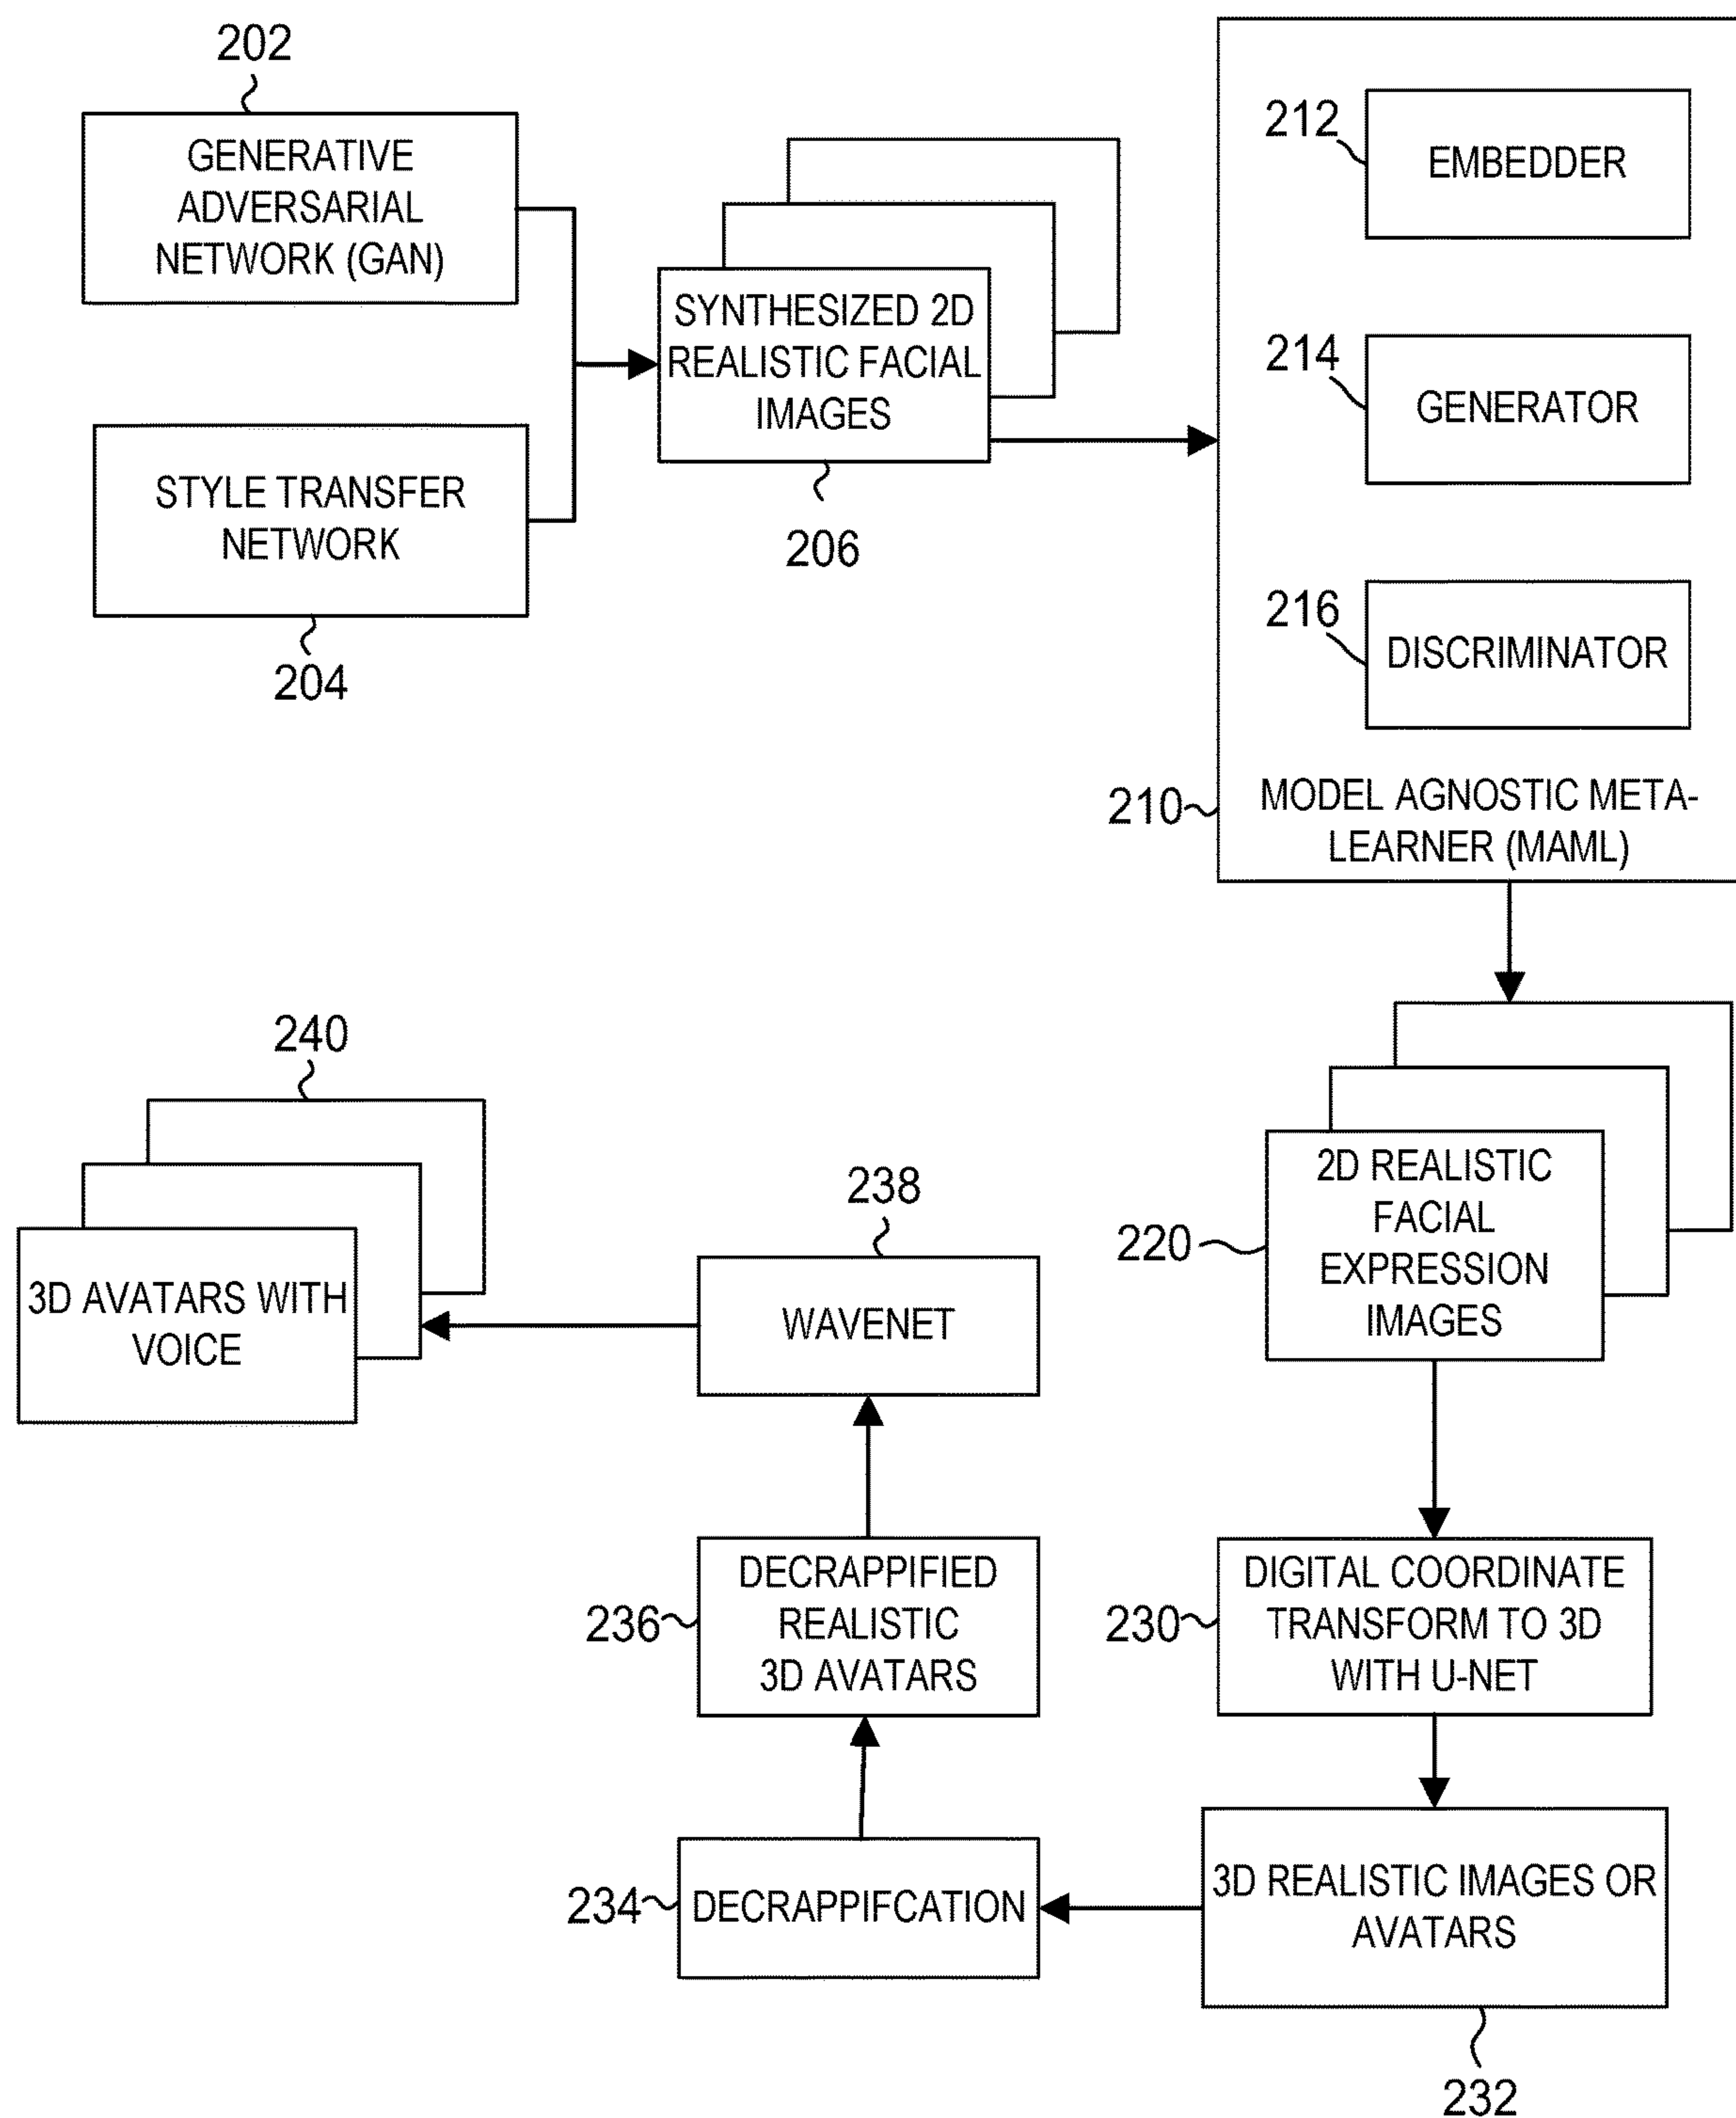 202
GENERATIVE
ADVERSARIAL
NETWORK (GAN)
STYLE TRANSFER
NETWORK
204
SYNTHESIZED 2D
REALISTIC FACIAL
IMAGES
206
212
EMBEDDER
214
GENERATOR
216
DISCRIMINATOR
210
MODEL AGNOSTIC META-
LEARNER (MAML)
220
2D REALISTIC
FACIAL
EXPRESSION
IMAGES
230
DIGITAL COORDINATE
TRANSFORM TO 3D
WITH U-NET
3D REALISTIC IMAGES OR
AVATARS
232
234
DECRAPPIFCATION
236
DECRAPPIFIED
REALISTIC
3D AVATARS
238
WAVENET
240
3D AVATARS WITH
VOICE